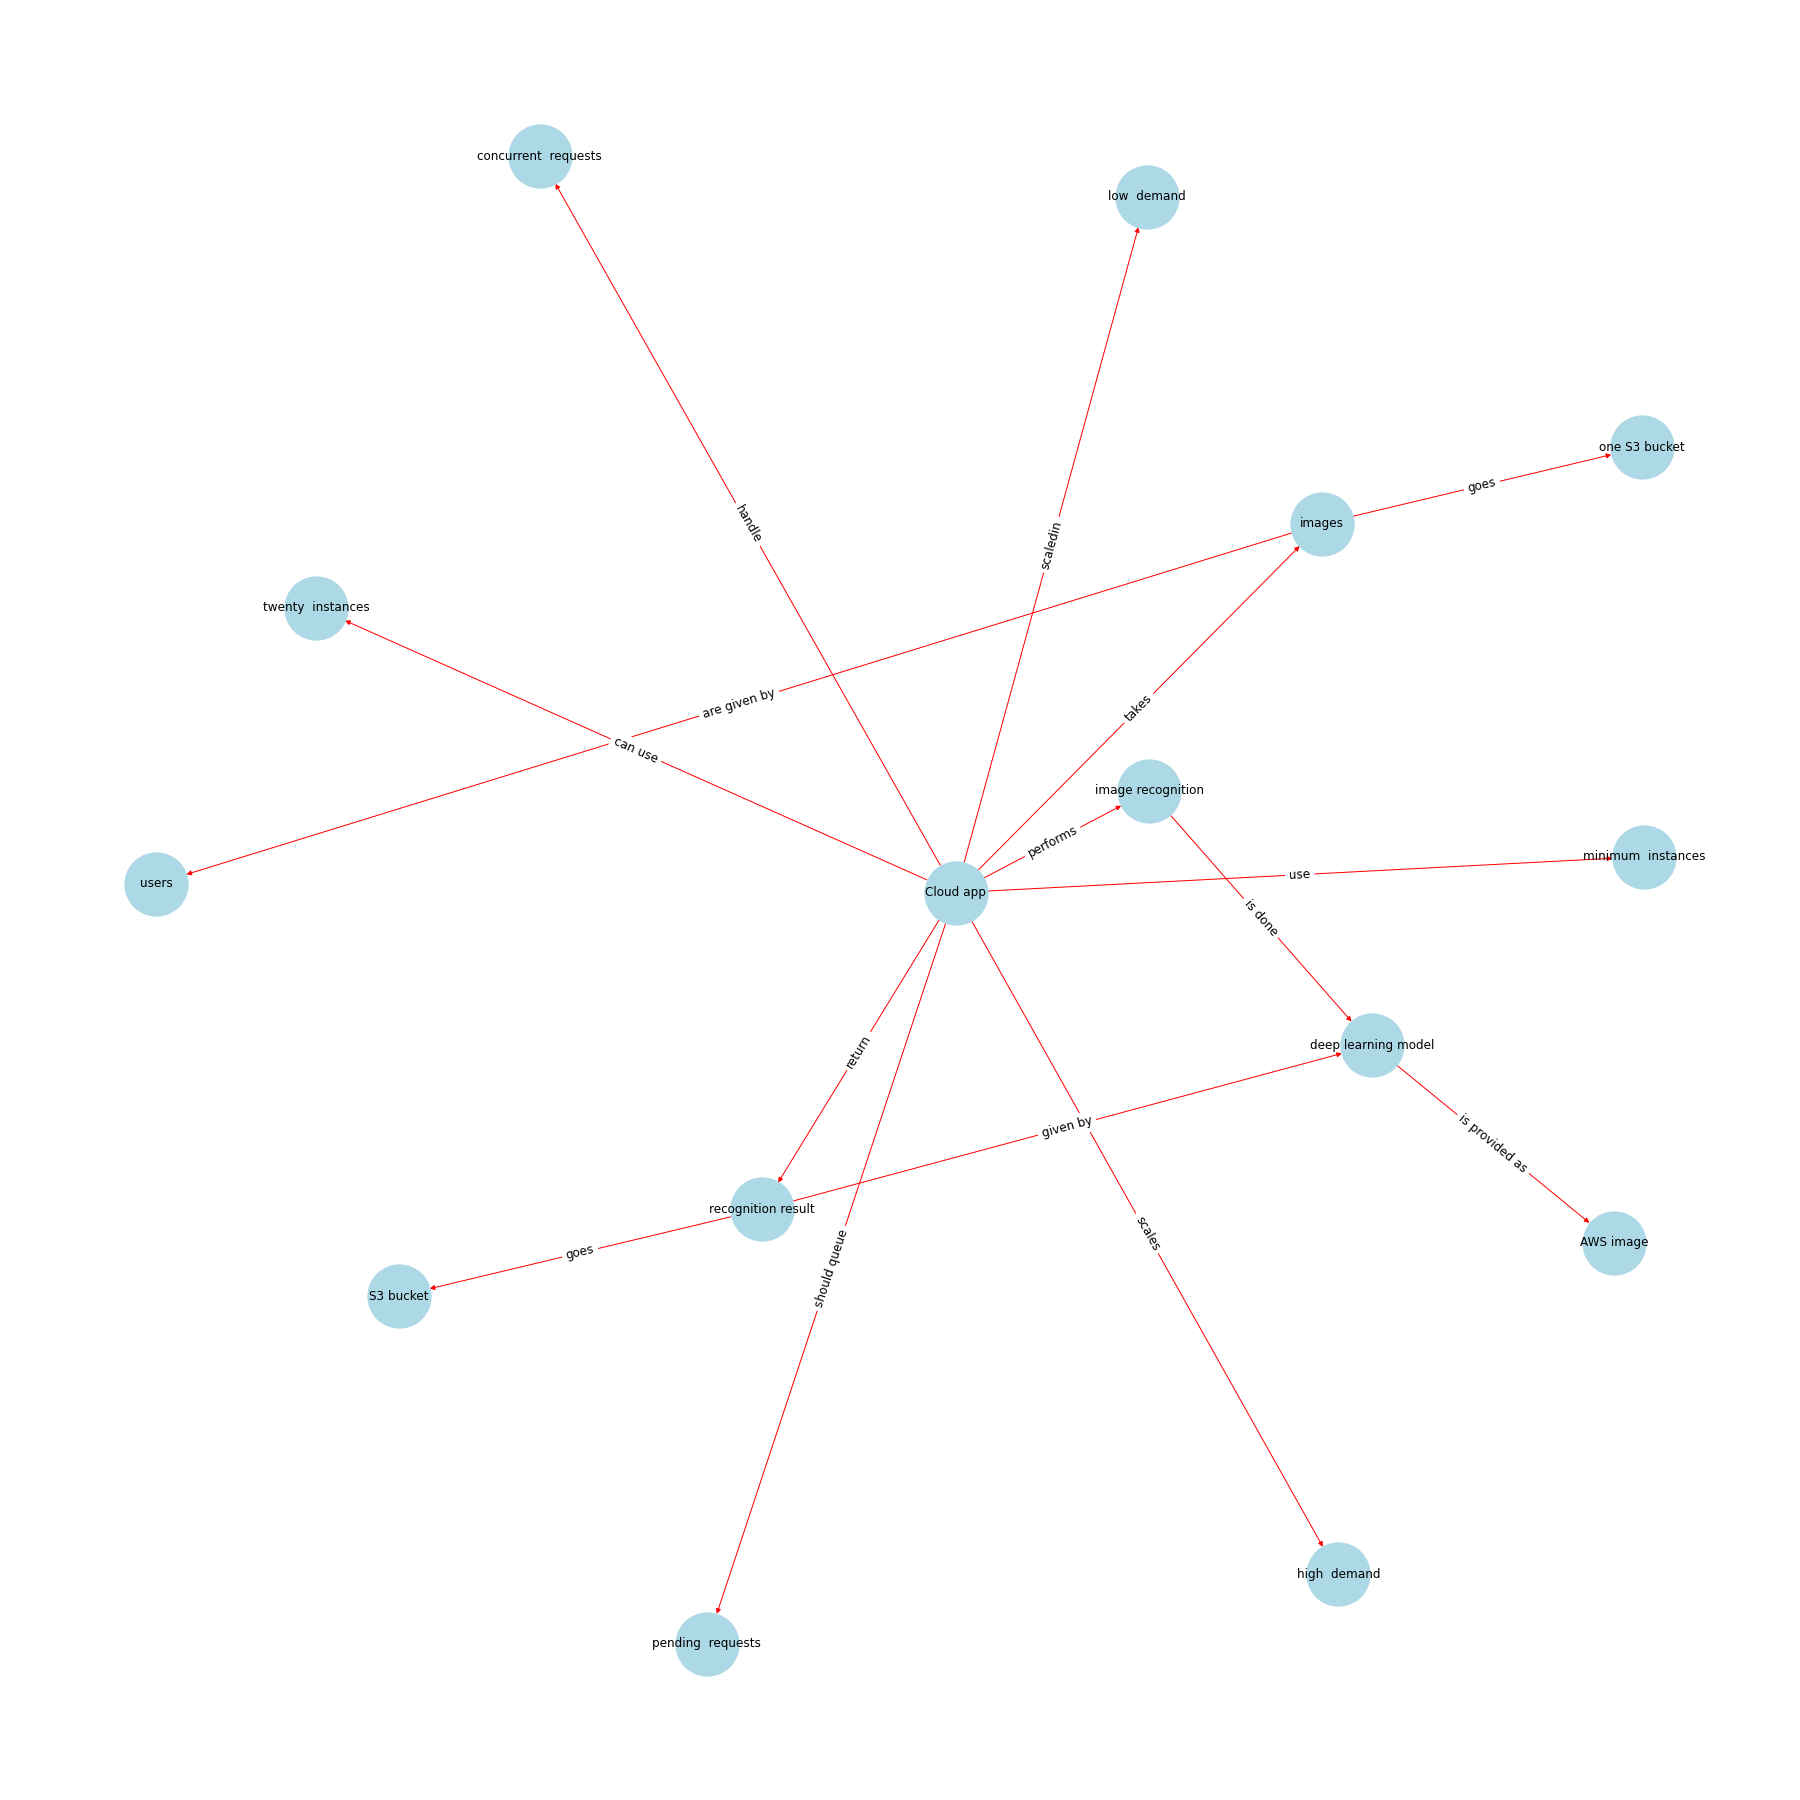 concurrent  requests
low  demand
one S3 bucket
goes
images
handle
scaledin
twenty  instances
are given by
takes
can use
image recognition
performs
minimum  instances
use
users
Cloud app
is done
return
deep learning model
given by
is provided as
recognition result
scales
AWS image
goes
should queue
S3 bucket
high  demand
pending  requests